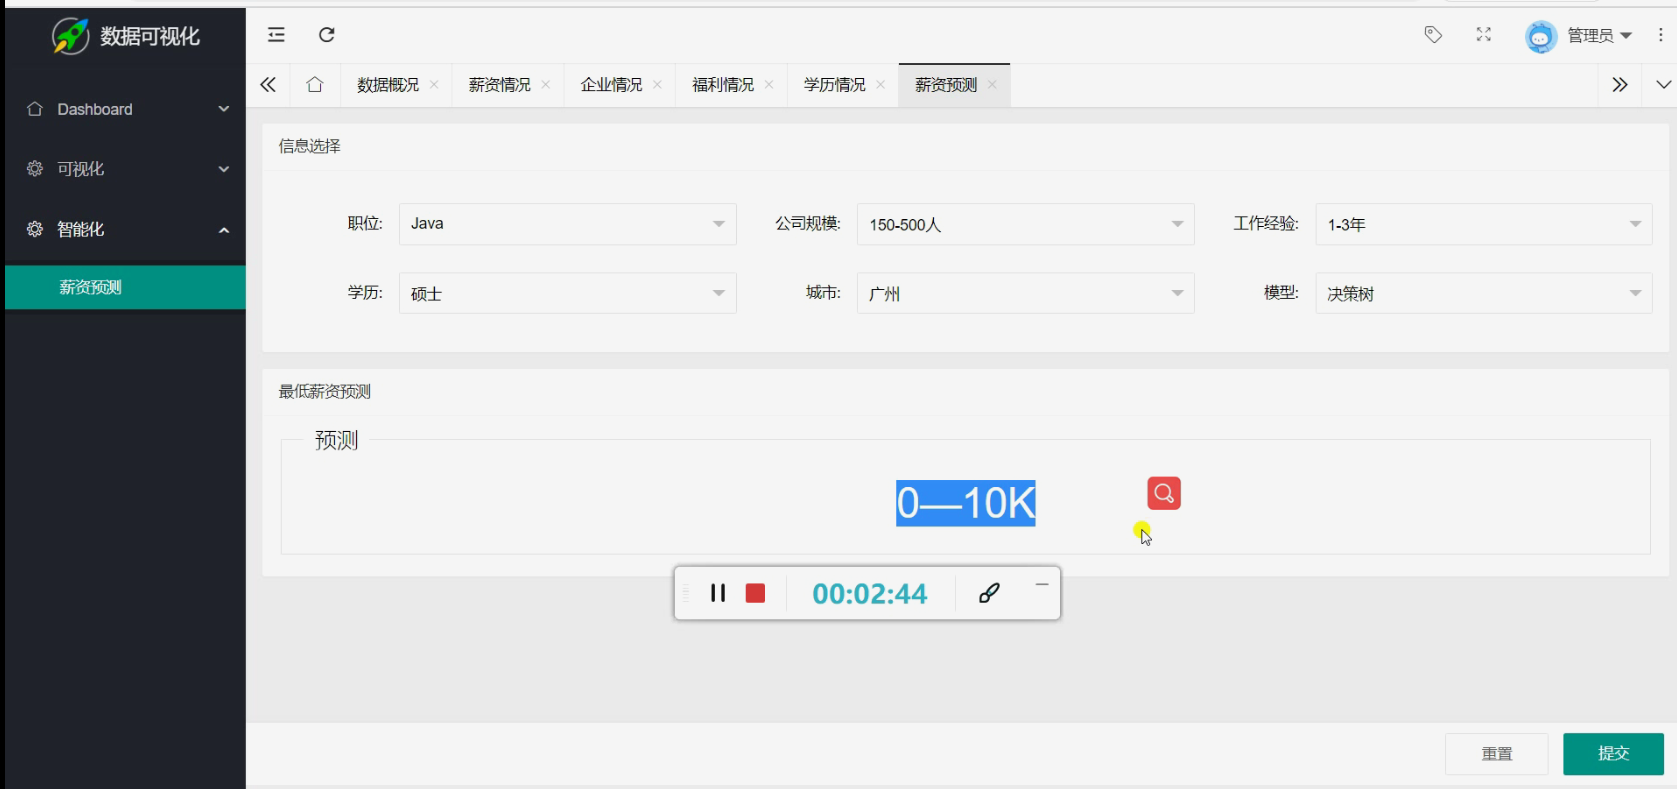 数据可视化
管理员
数据概况
薪资情况
企业情况
福利情况
学历情况
薪资预测
Dashboard
可视化
智能化
薪资预测
信息选择
职位: Java
公司规模: 150-500人
工作经验: 1-3年
学历: 硕士
城市: 广州
模型: 决策树
最低薪资预测
预测
0—10K
00:02:44
重置
提交